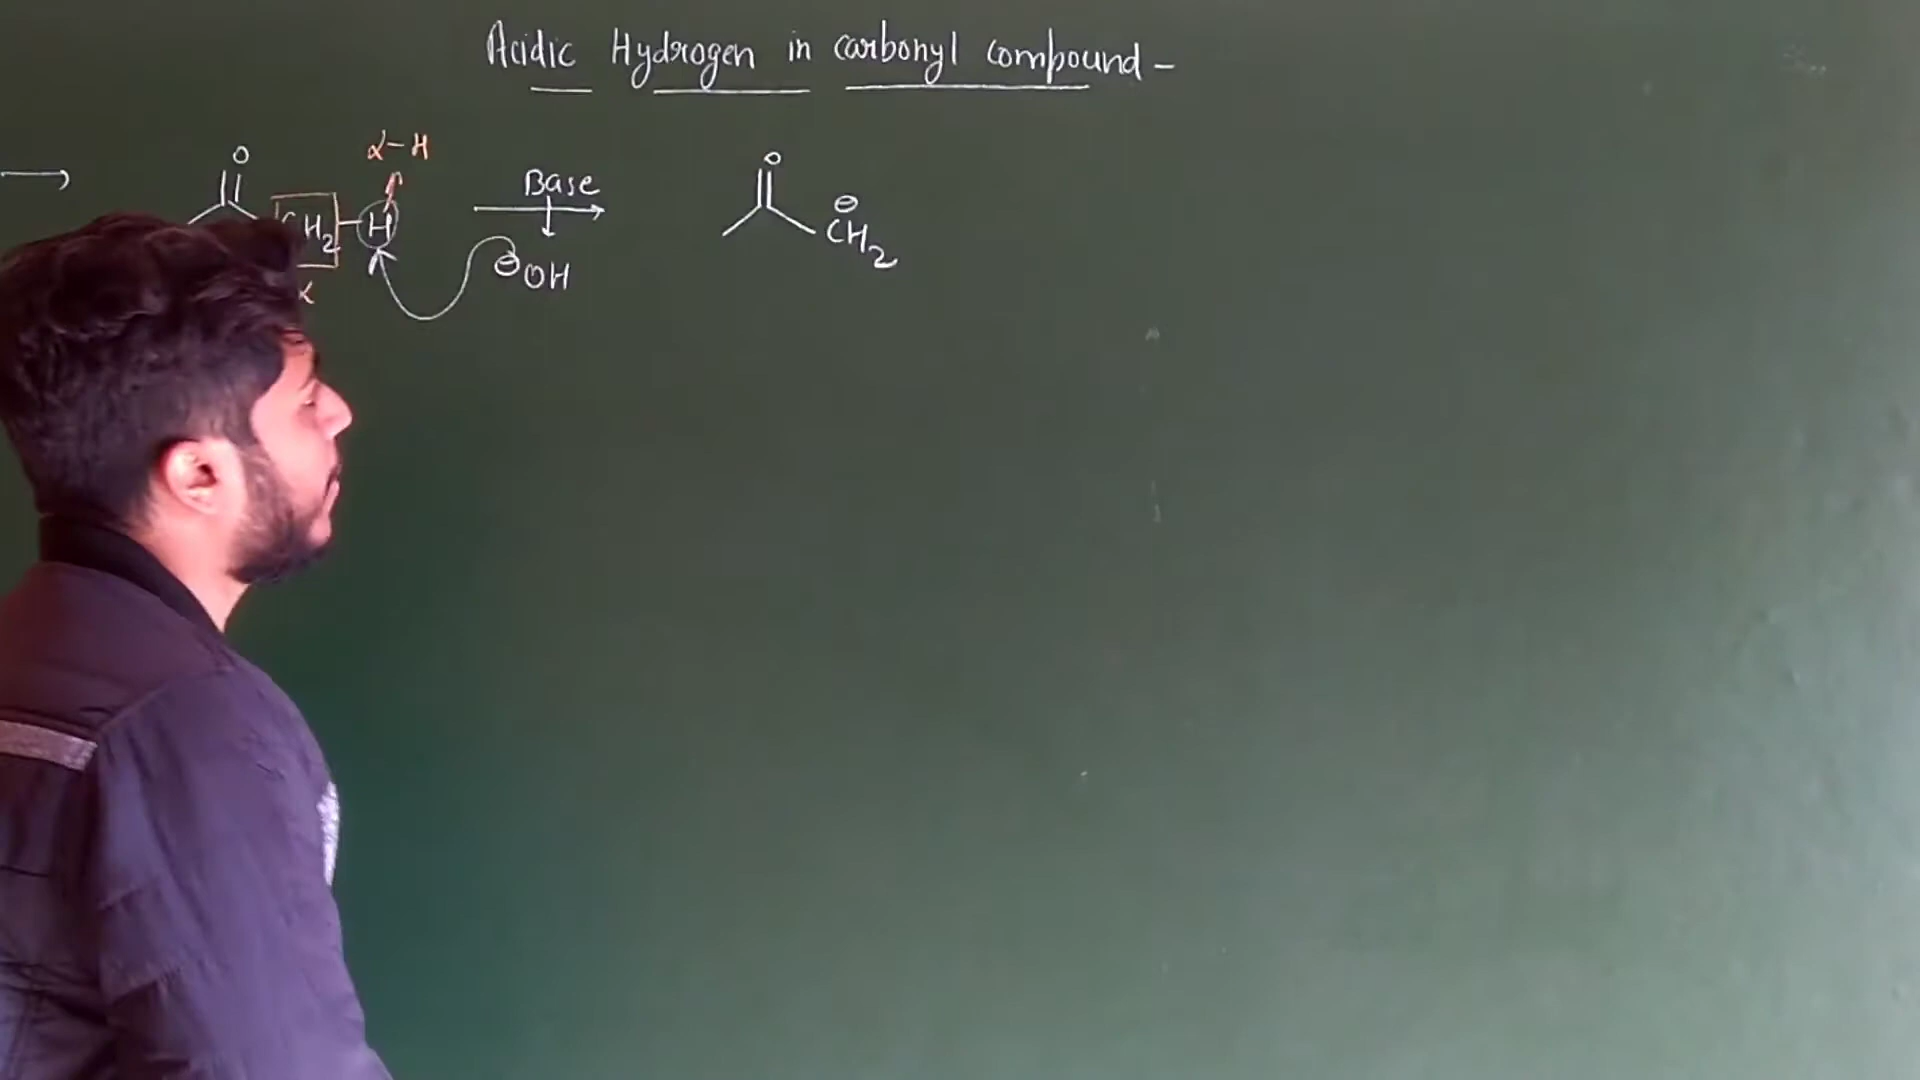 Acidic Hydrogen in carbonyl compound -
α-H
O
CH2-H
α
Base
⊖OH
O
⊖
CH2